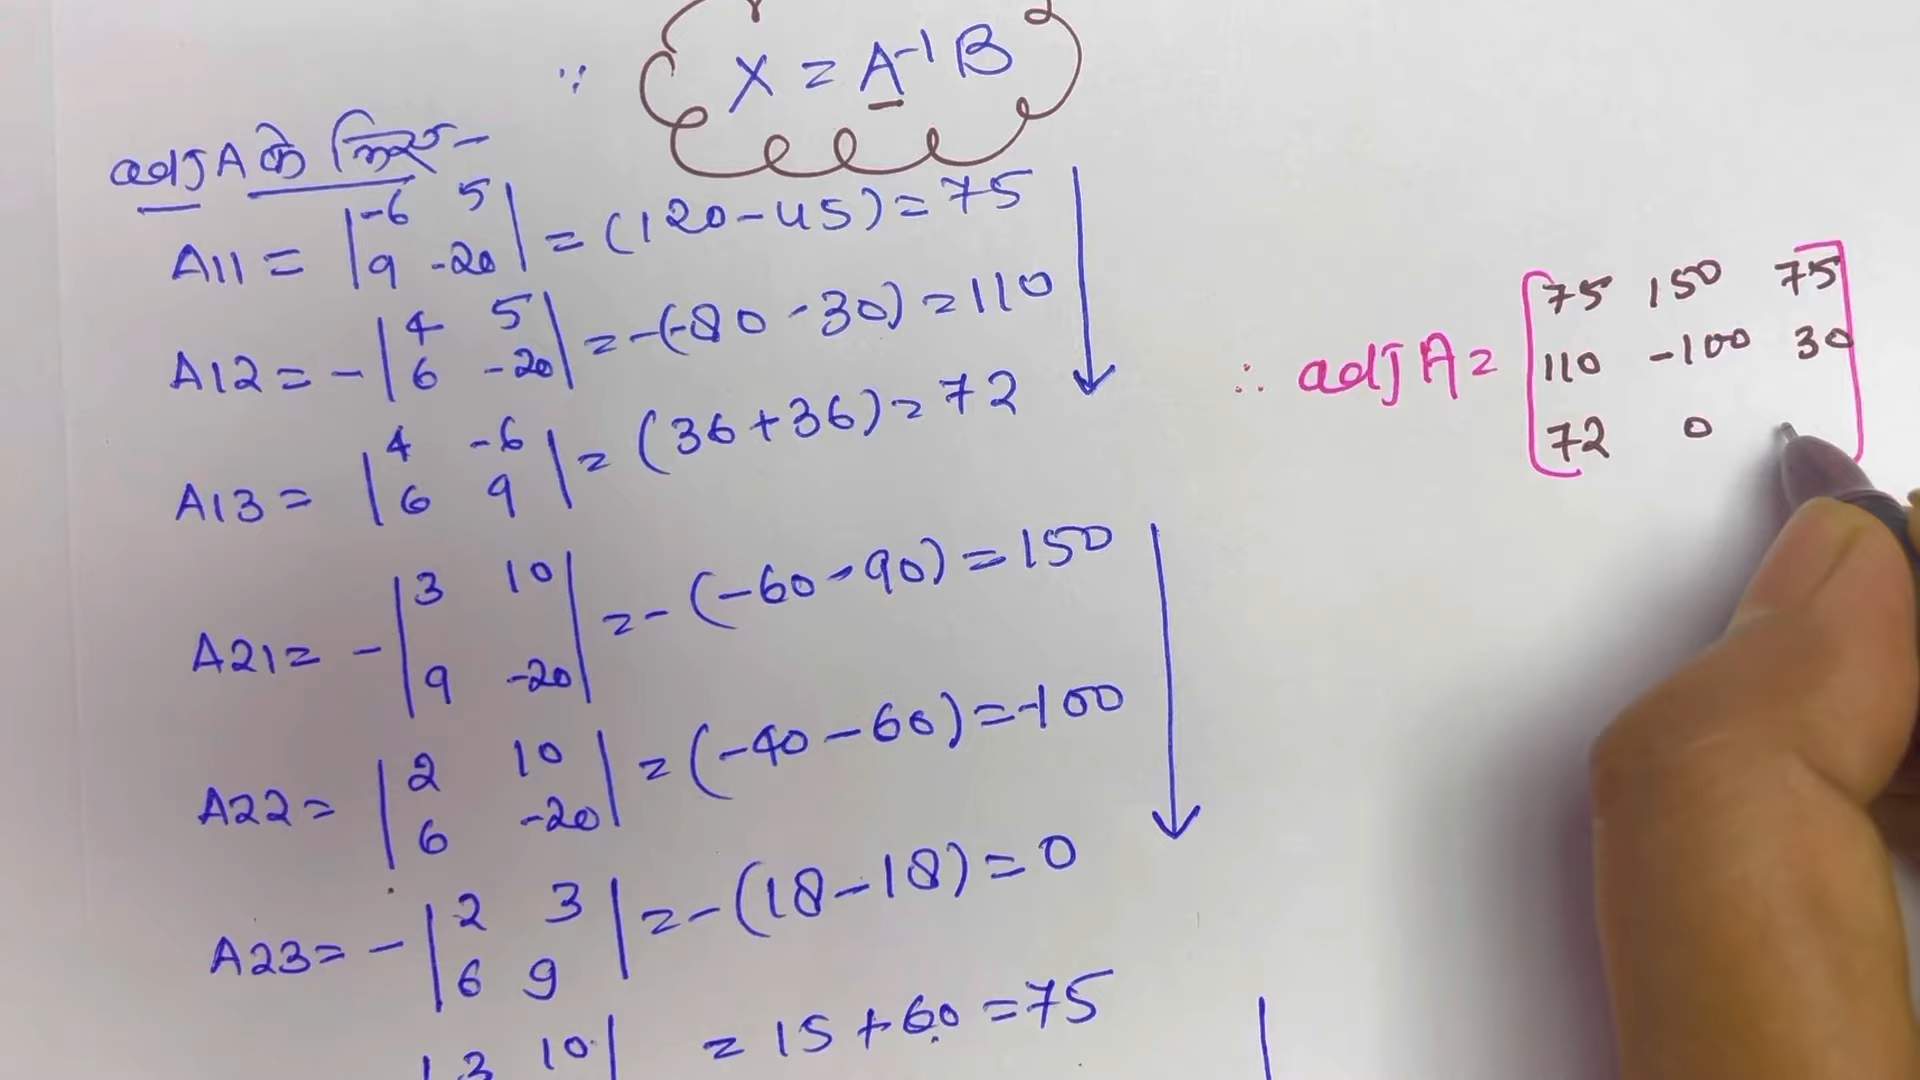 ∵ X = A⁻¹B
adj A के लिए -
A11 = |-6 5| = (120-45) = 75
|9 -20|
A12 = -|4 5| = -(-80-30) = 110
|6 -20|
A13 = |4 -6| = (36+36) = 72
|6 9|
A21 = -|3 10| = -(-60-90) = 150
|9 -20|
A22 = |2 10| = (-40-60) = -100
|6 -20|
A23 = -|2 3| = -(18-18) = 0
|6 9|
|3 10| = 15+60 = 75
∴ adj A = [75 150 75
110 -100 30
72 0 ]